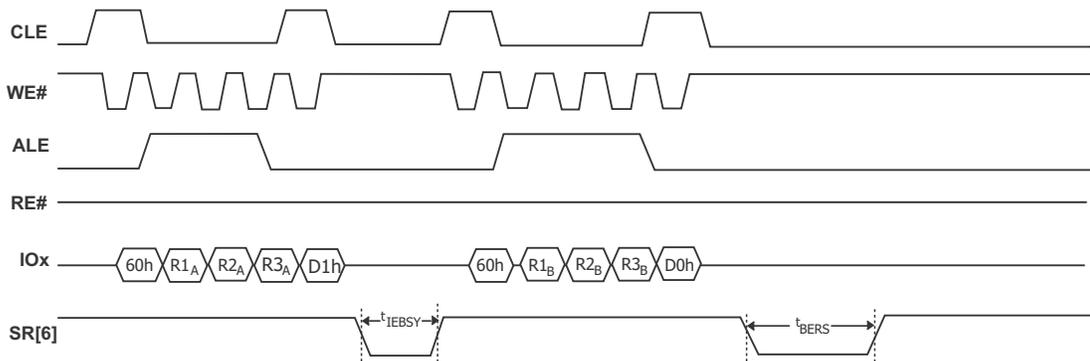 CLE
WE#
ALE
RE#
IOx 60h R1A R2A R3A D1h 60h R1B R2B R3B D0h
SR[6] tIEBSY tBERS